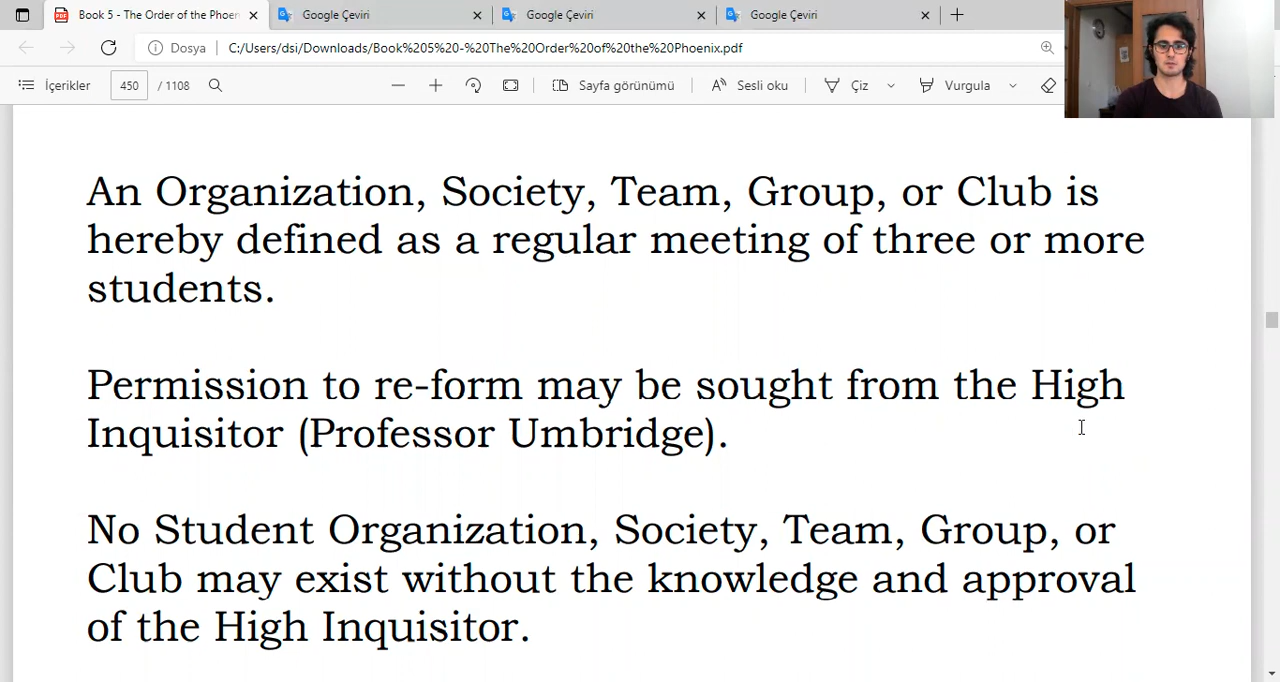 Book 5 - The Order of the Phoen
Google Çeviri
Google Çeviri
Google Çeviri
Dosya
C:/Users/dsi/Downloads/Book%205%20-%20The%20Order%20of%20the%20Phoenix.pdf
İçerikler
450
/ 1108
Sayfa görünümü
Sesli oku
Çiz
Vurgula
An Organization, Society, Team, Group, or Club is
hereby defined as a regular meeting of three or more
students.
Permission to re-form may be sought from the High
Inquisitor (Professor Umbridge).
No Student Organization, Society, Team, Group, or
Club may exist without the knowledge and approval
of the High Inquisitor.